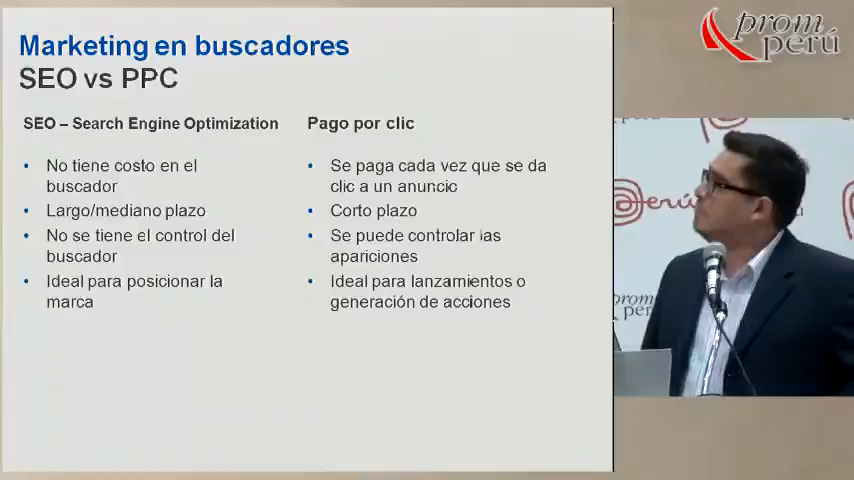 Marketing en buscadores
SEO vs PPC
SEO – Search Engine Optimization
No tiene costo en el
buscador
Largo/mediano plazo
No se tiene el control del
buscador
Ideal para posicionar la
marca
Pago por clic
Se paga cada vez que se da
clic a un anuncio
Corto plazo
Se puede controlar las
apariciones
Ideal para lanzamientos o
generación de acciones
prom
perú
Perú
prom
per